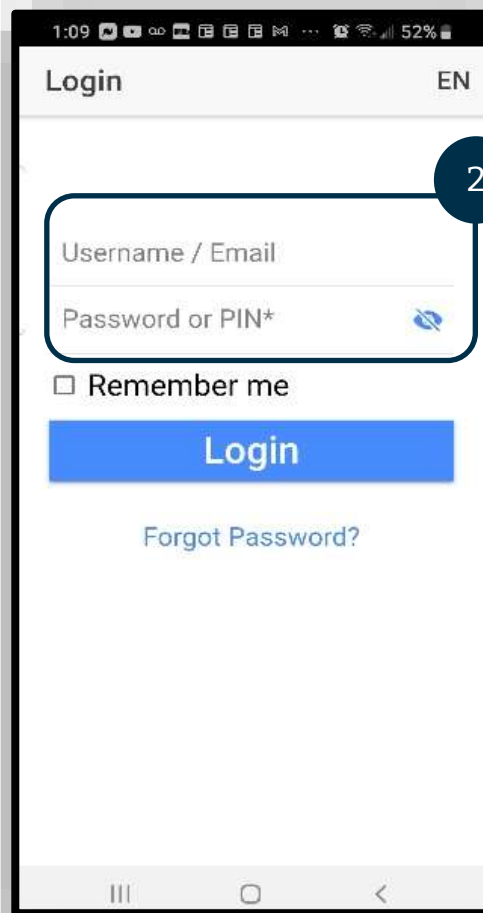 1:09 52%
Login EN
2
Username / Email
Password or PIN*
Remember me
Login
Forgot Password?